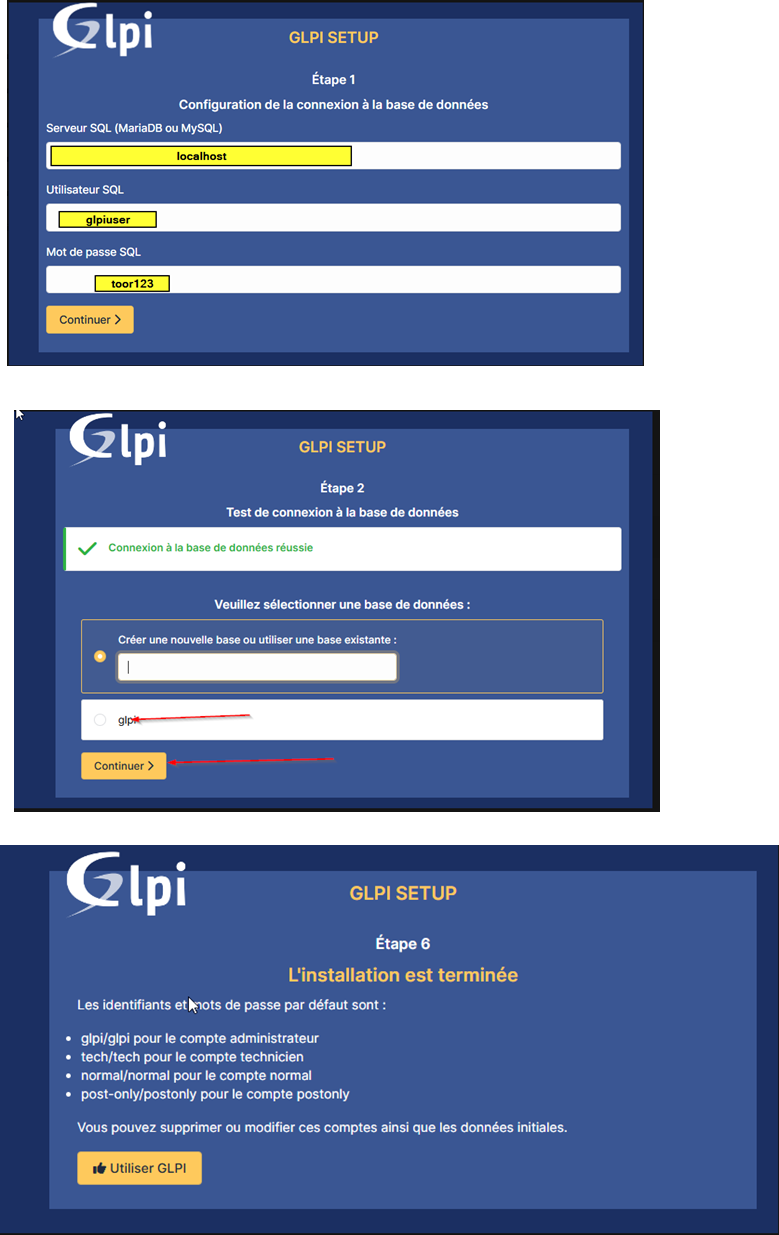 Glpi
GLPI SETUP
Étape 1
Configuration de la connexion à la base de données
Serveur SQL (MariaDB ou MySQL)
localhost
Utilisateur SQL
glpiuser
Mot de passe SQL
toor123
Continuer
Glpi
GLPI SETUP
Étape 2
Test de connexion à la base de données
Connexion à la base de données réussie
Veuillez sélectionner une base de données :
Créer une nouvelle base ou utiliser une base existante :
glpi
Continuer
Glpi
GLPI SETUP
Étape 6
L'installation est terminée
Les identifiants et mots de passe par défaut sont :
glpi/glpi pour le compte administrateur
tech/tech pour le compte technicien
normal/normal pour le compte normal
post-only/postonly pour le compte postonly
Vous pouvez supprimer ou modifier ces comptes ainsi que les données initiales.
Utiliser GLPI